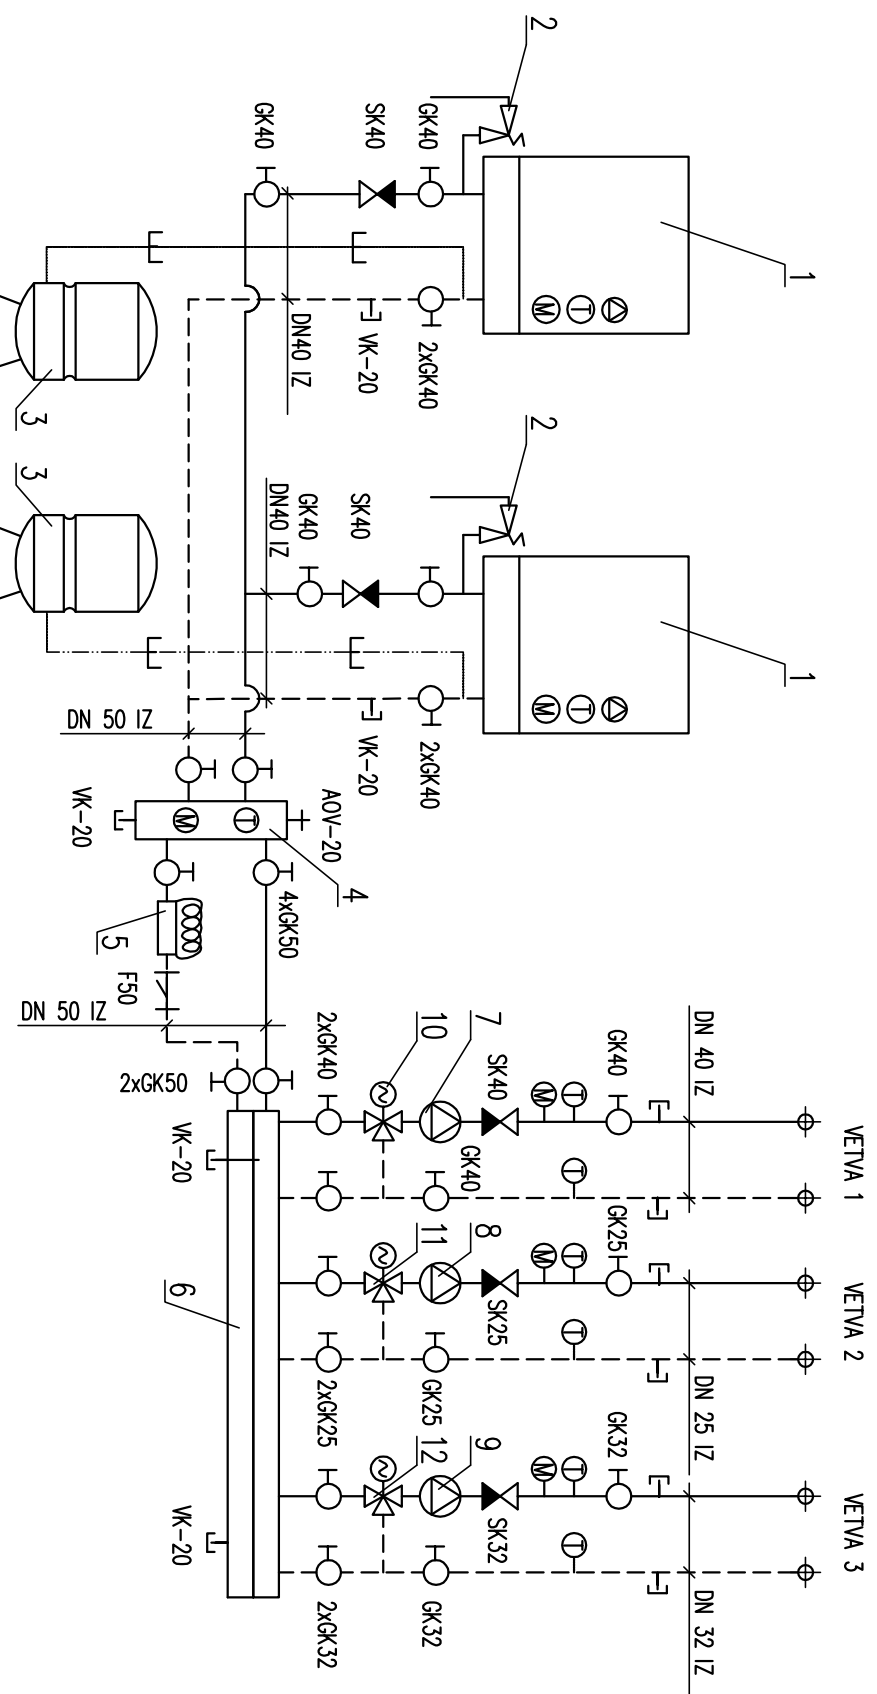 2
1
GK40
SK40
GK40
M
T
DN40 IZ
VK-20
2xGK40
3
3
2
1
DN40 IZ
GK40
SK40
M
T
DN 50 IZ
VK-20
2xGK40
VK-20
M
T
AOV-20
4
4xGK50
5
F50
DN 50 IZ
2xGK50
VK-20
6
VK-20
2xGK40
10
7
SK40
M
T
GK40
DN 40 IZ
VETVA 1
GK40
T
11
8
SK25
M
T
GK25
VETVA 2
2xGK25
GK25
T
DN 25 IZ
12
9
SK32
M
T
GK32
VETVA 3
2xGK32
GK32
T
DN 32 IZ